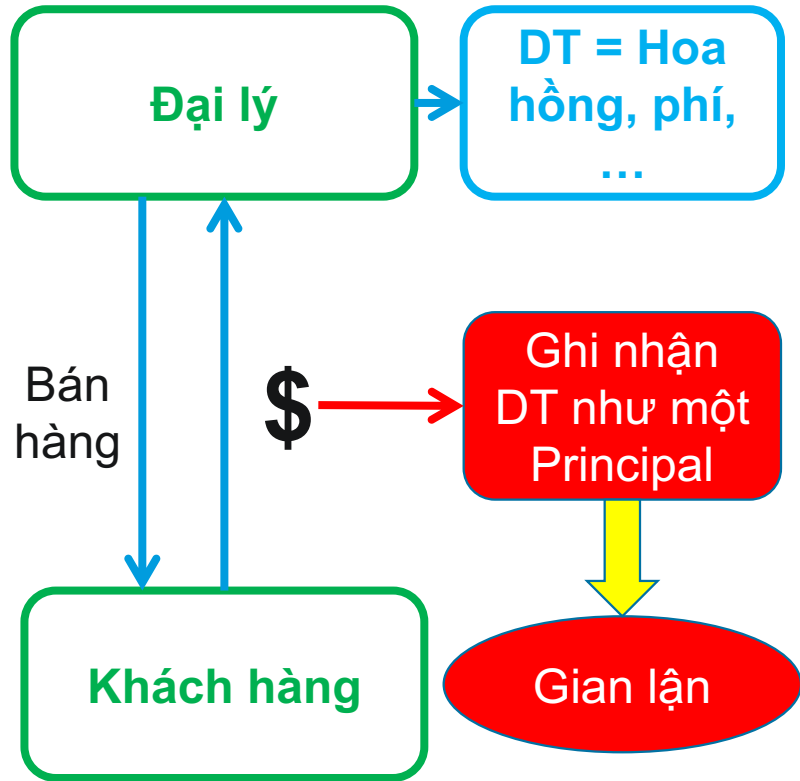 Đại lý
DT = Hoa
hồng, phí,
...
Bán
hàng
$
Ghi nhận
DT như một
Principal
Khách hàng
Gian lận